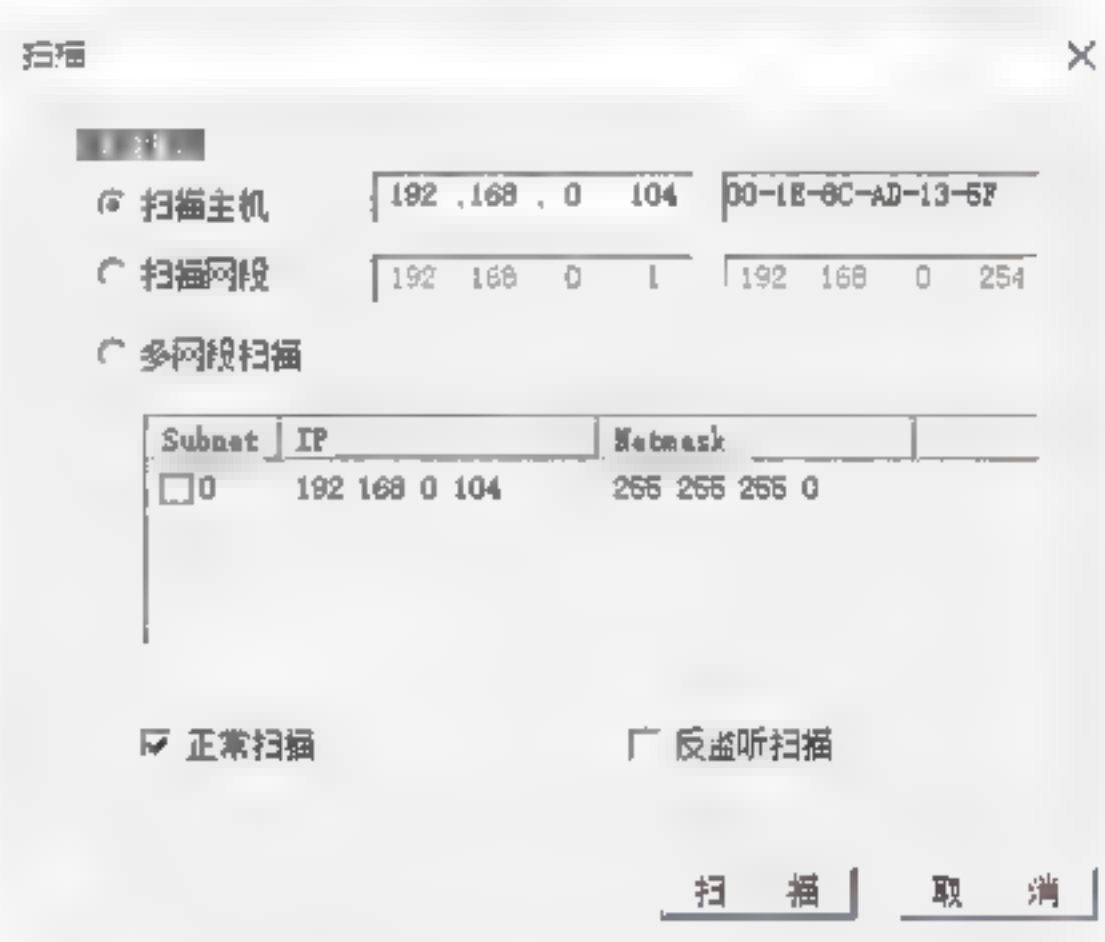 扫描
扫描主机 192 .168 . 0 104 00-1E-8C-AD-13-5F
扫描网段 192 168 0 1 192 168 0 254
多网段扫描
Subnet IP Netmask
0 192 168 0 104 255 255 255 0
正常扫描 反监听扫描
扫 描 取 消